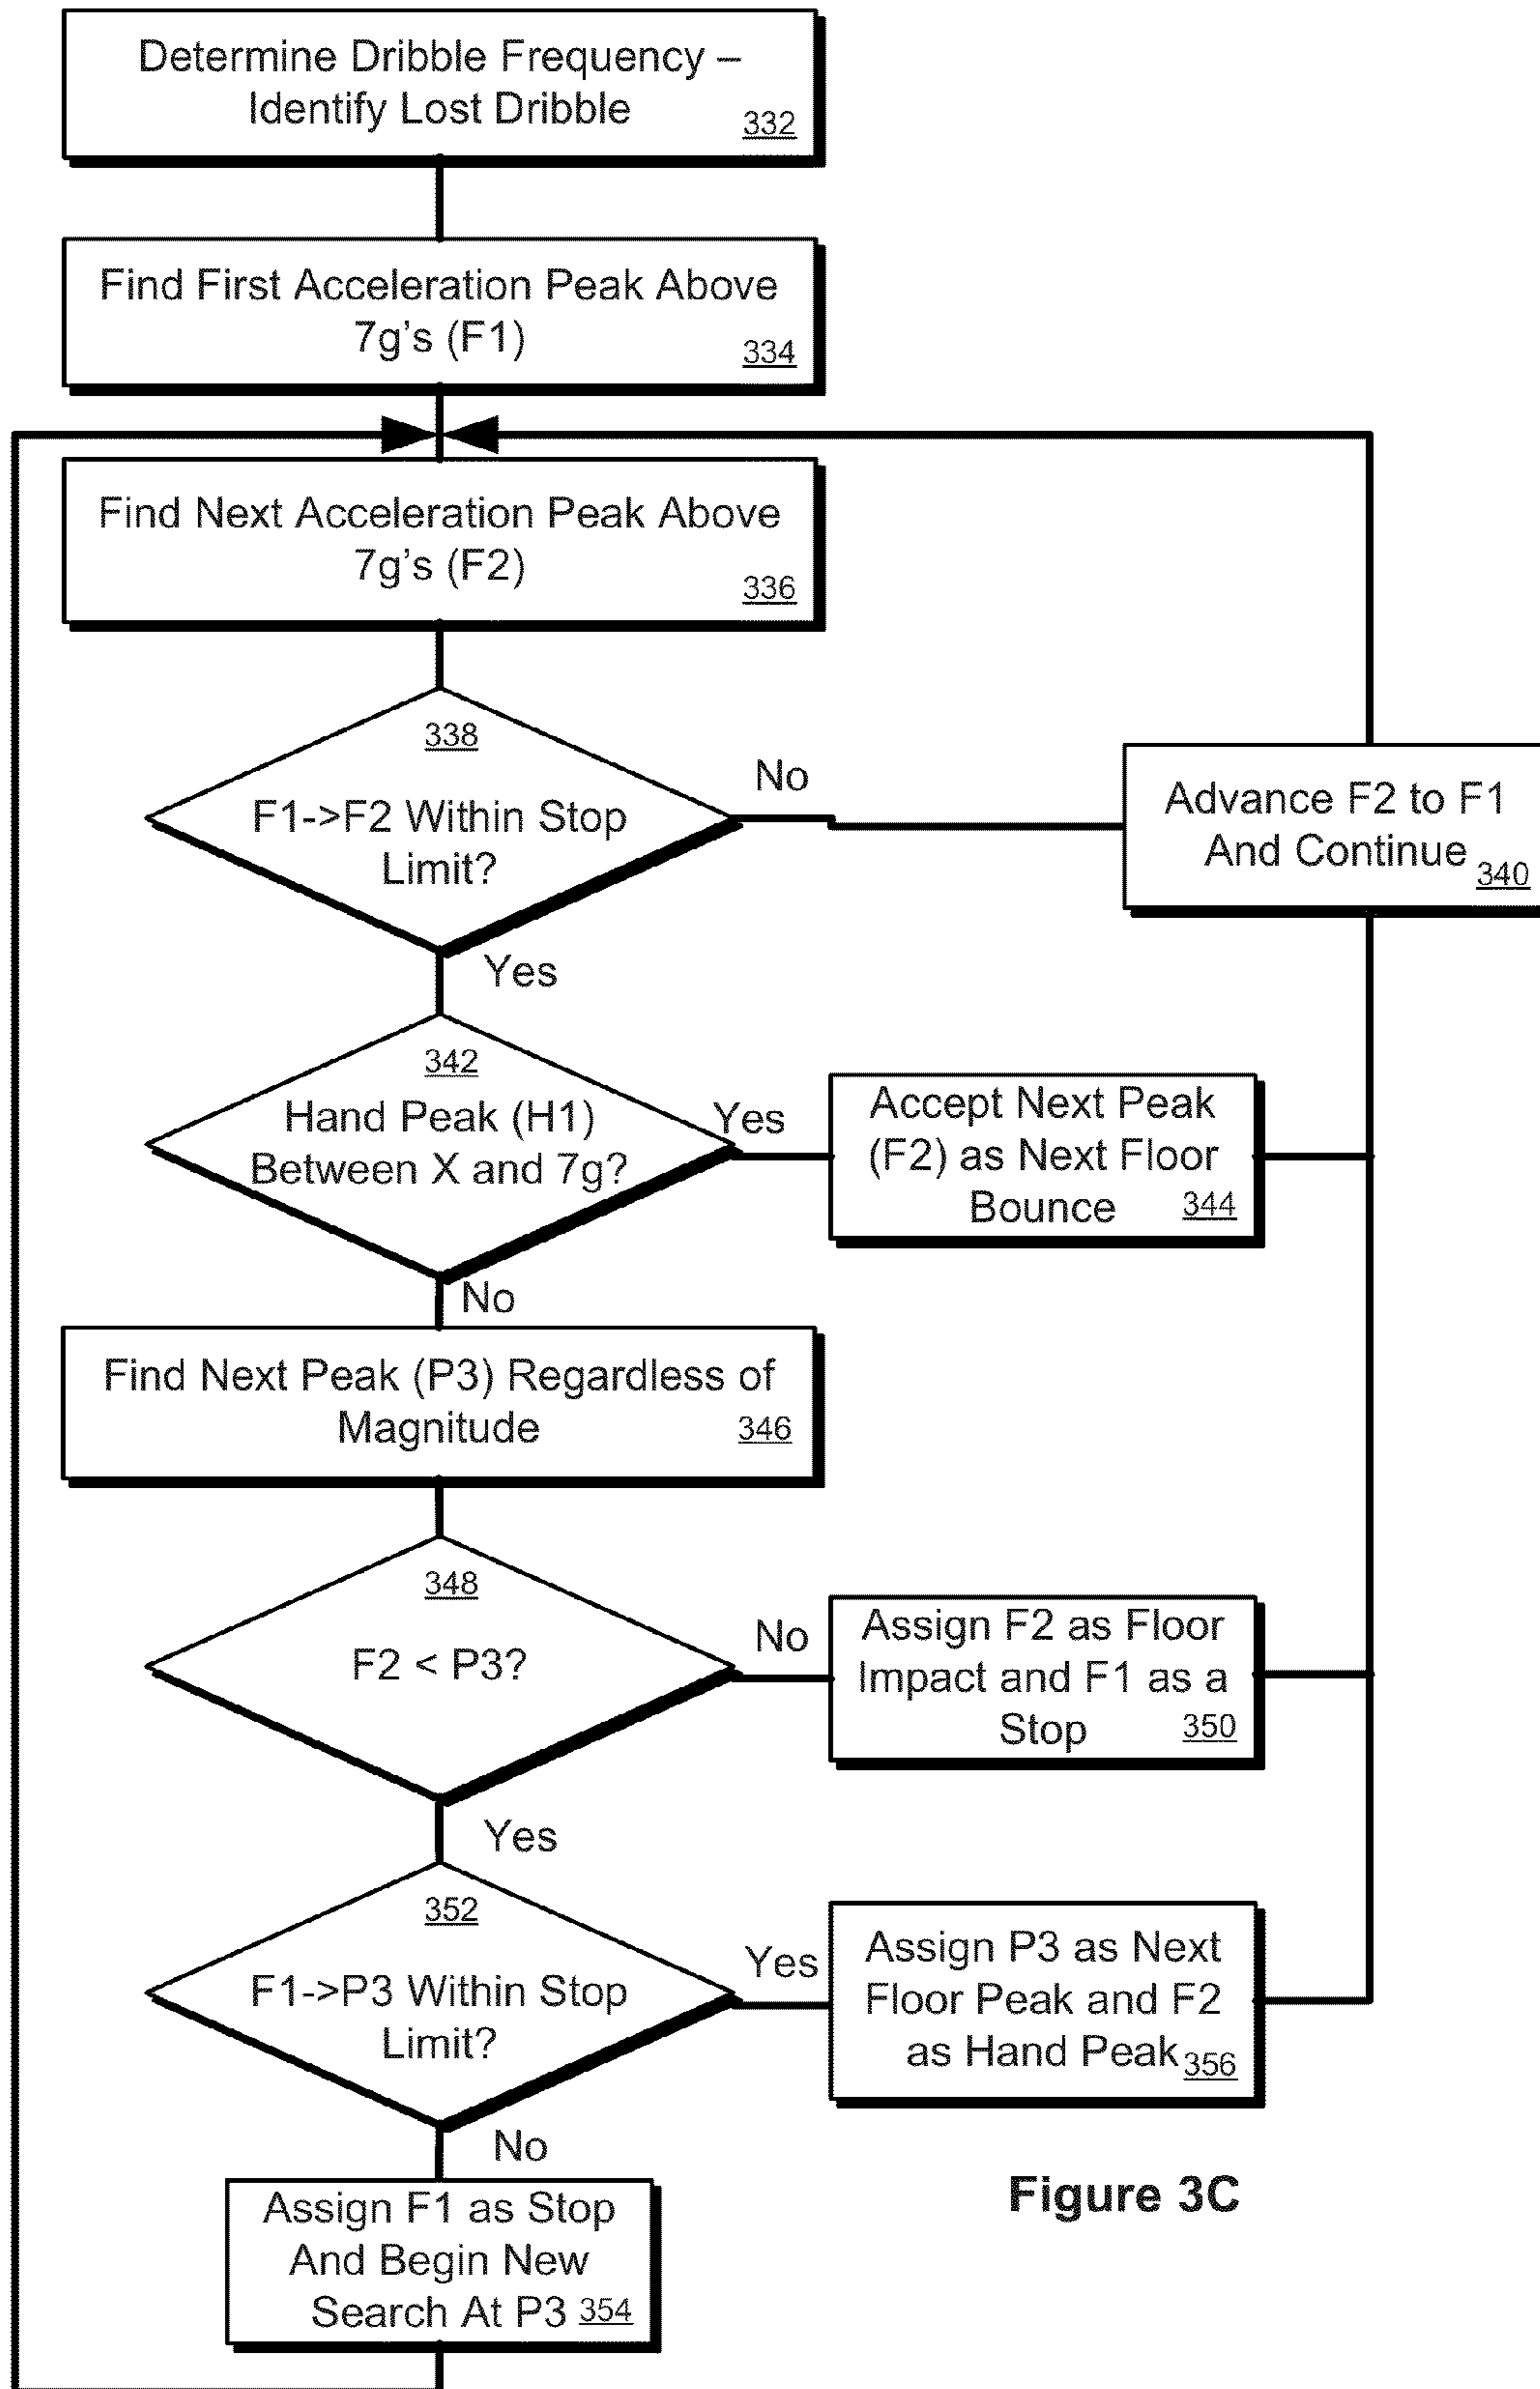 Determine Dribble Frequency –
Identify Lost Dribble
332
Find First Acceleration Peak Above
7g's (F1)
334
Find Next Acceleration Peak Above
7g's (F2)
336
338
F1->F2 Within Stop
Limit?
No
Advance F2 to F1
And Continue
340
Yes
342
Hand Peak (H1)
Between X and 7g?
Yes
Accept Next Peak
(F2) as Next Floor
Bounce
344
No
Find Next Peak (P3) Regardless of
Magnitude
346
348
F2 < P3?
No
Assign F2 as Floor
Impact and F1 as a
Stop
350
Yes
352
F1->P3 Within Stop
Limit?
Yes
Assign P3 as Next
Floor Peak and F2
as Hand Peak
356
No
Assign F1 as Stop
And Begin New
Search At P3
354
Figure 3C